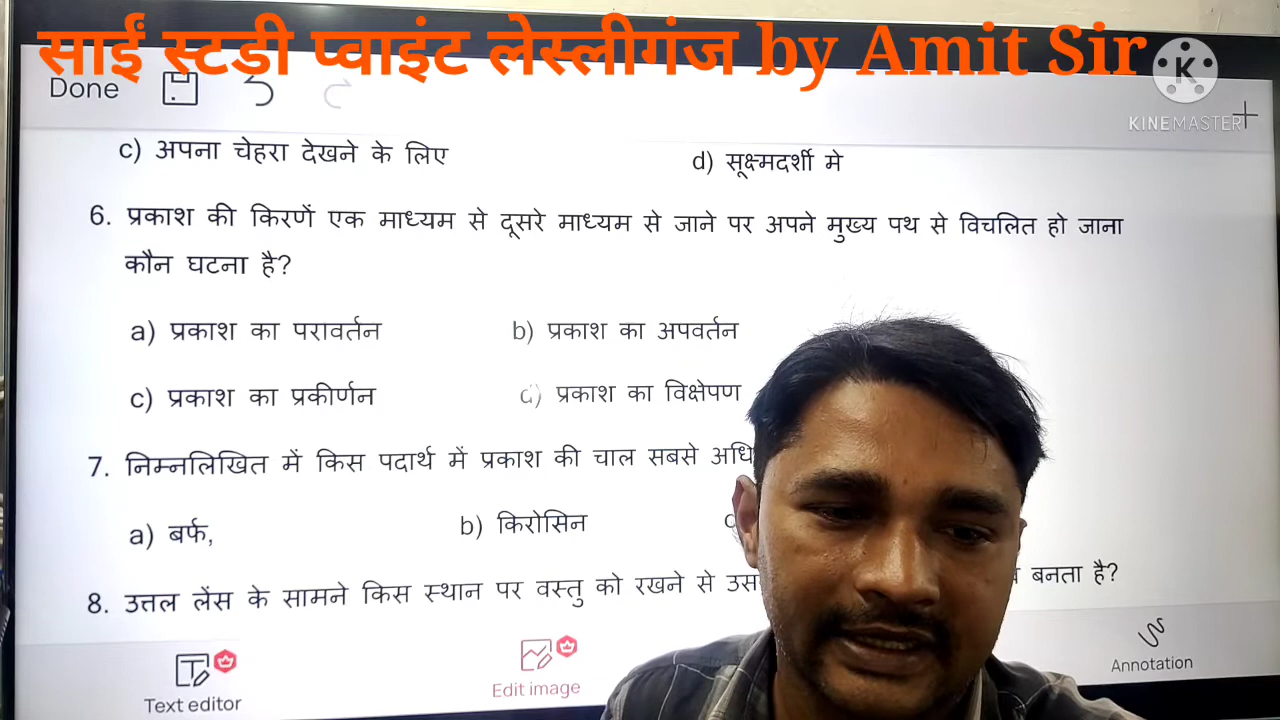 साईं स्टडी प्वाइंट लेस्लीगंज by Amit Sir
K
KINEMASTER
Done
c) अपना चेहरा देखने के लिए d) सूक्ष्मदर्शी मे
6. प्रकाश की किरणें एक माध्यम से दूसरे माध्यम से जाने पर अपने मुख्य पथ से विचलित हो जाना
कौन घटना है?
a) प्रकाश का परावर्तन b) प्रकाश का अपवर्तन
c) प्रकाश का प्रकीर्णन d) प्रकाश का विक्षेपण
7. निम्नलिखित में किस पदार्थ में प्रकाश की चाल सबसे
a) बर्फ, b) किरोसिन
8. उत्तल लेंस के सामने किस स्थान पर वस्तु को रखने से बनता है?
Text editor
Edit image
Annotation